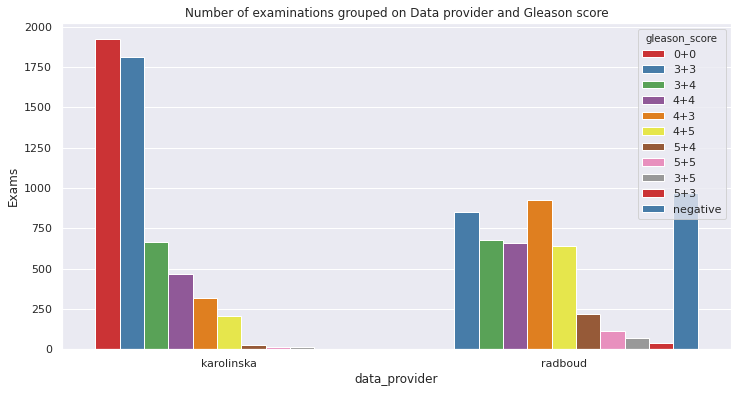 Number of examinations grouped on Data provider and Gleason score
2000
1750
1500
1250
1000
750
500
250
0
Exams
karolinska
radboud
data_provider
gleason_score
0+0
3+3
3+4
4+4
4+3
4+5
5+4
5+5
3+5
5+3
negative